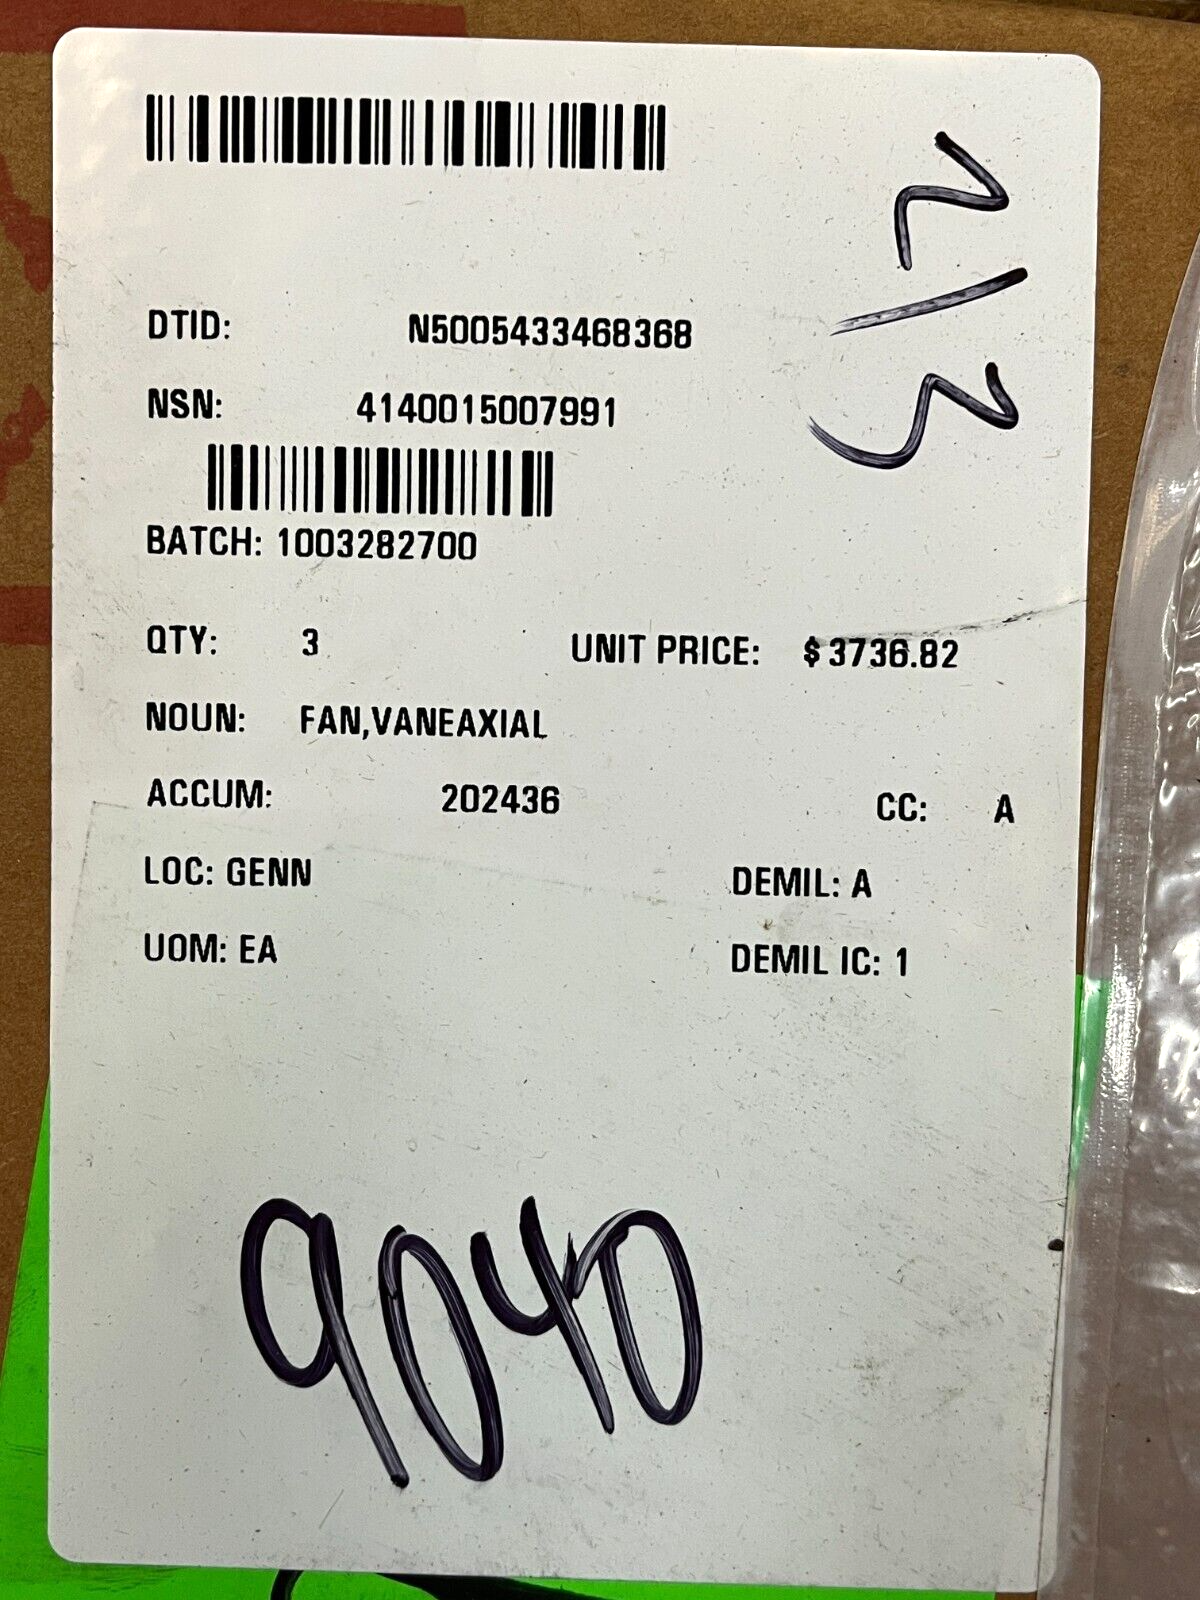 DTID: N5005433468368
NSN: 4140015007991
BATCH: 1003282700
QTY: 3 UNIT PRICE: $3736.82
NOUN: FAN,VANEAXIAL
ACCUM: 202436 CC: A
LOC: GENN DEMIL: A
UOM: EA DEMIL IC: 1
2/3
9040